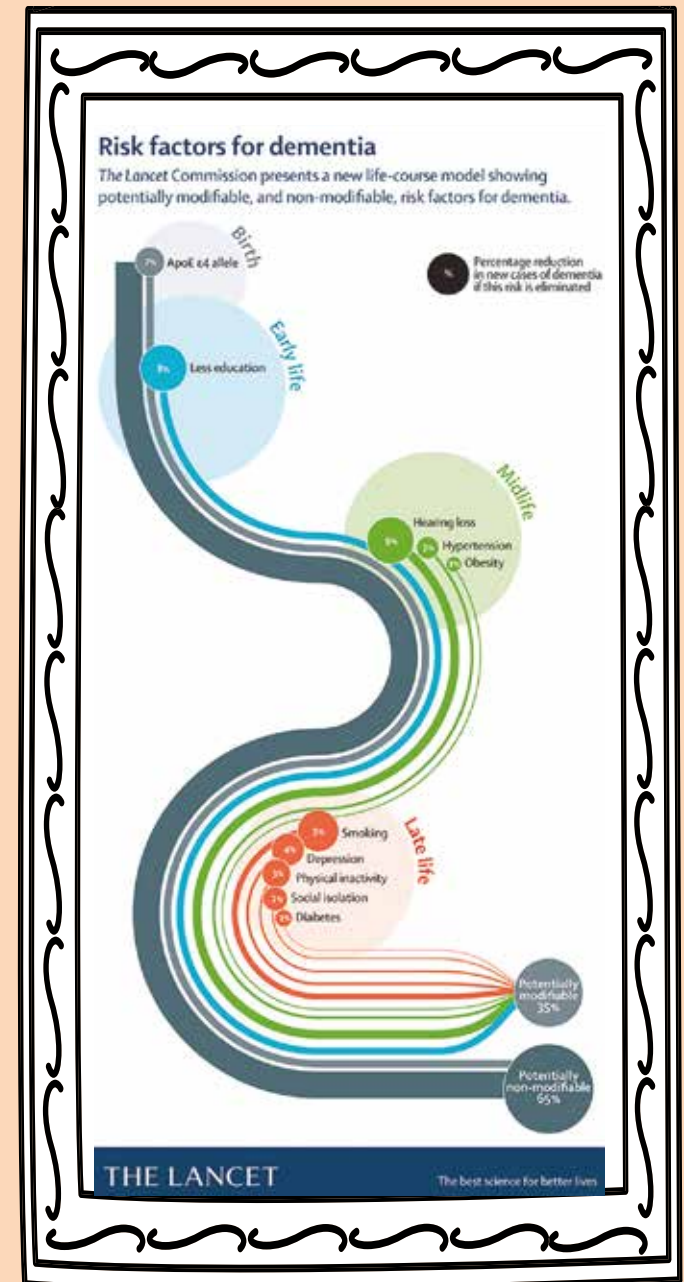 Risk factors for dementia
The Lancet Commission presents a new life-course model showing
potentially modifiable, and non-modifiable, risk factors for dementia.
Birth
7%
ApoE ε4 allele
%
Percentage reduction
in new cases of dementia
if this risk is eliminated
Early life
8%
Less education
Midlife
9%
Hearing loss
Hypertension
Obesity
Late life
5%
Smoking
4%
Depression
3%
Physical inactivity
Social isolation
Diabetes
Potentially
modifiable
35%
Potentially
non-modifiable
65%
THE LANCET
The best science for better lives